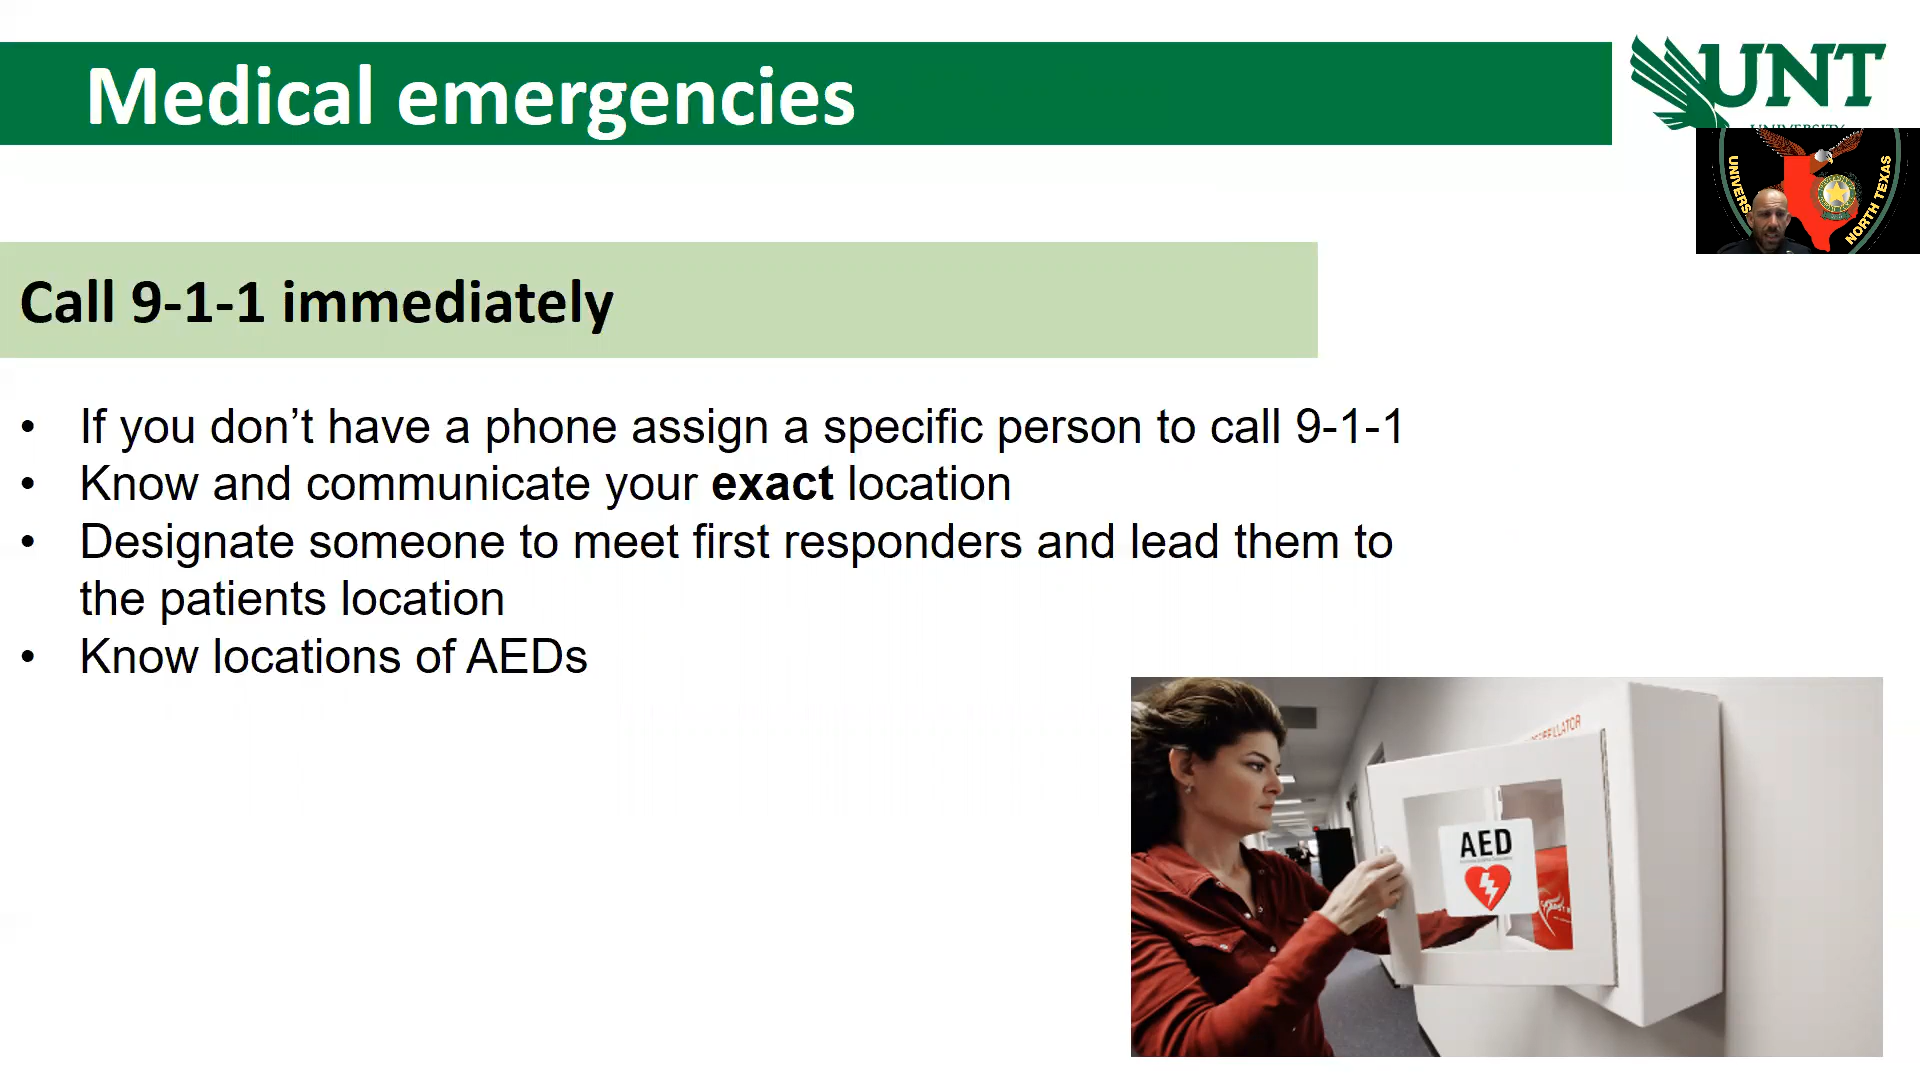 Medical emergencies
UNT
UNIVERSITY
NORTH TEXAS
Call 9-1-1 immediately
• If you don’t have a phone assign a specific person to call 9-1-1
• Know and communicate your exact location
• Designate someone to meet first responders and lead them to
the patients location
• Know locations of AEDs
AED